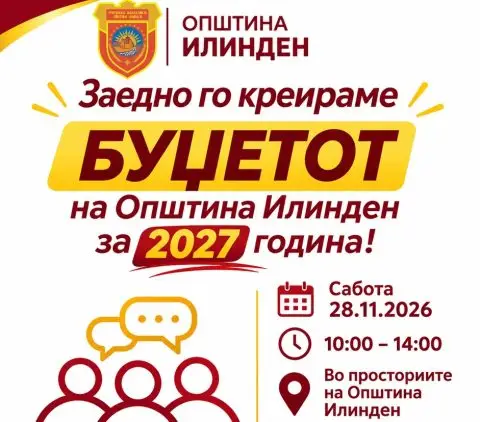 ОПШТИНА
ИЛИНДЕН
Заедно го креираме
БУЏЕТОТ
на Општина Илинден
за 2027 година!
Сабота
28.11.2026
10:00 – 14:00
Во просториите
на Општина
Илинден